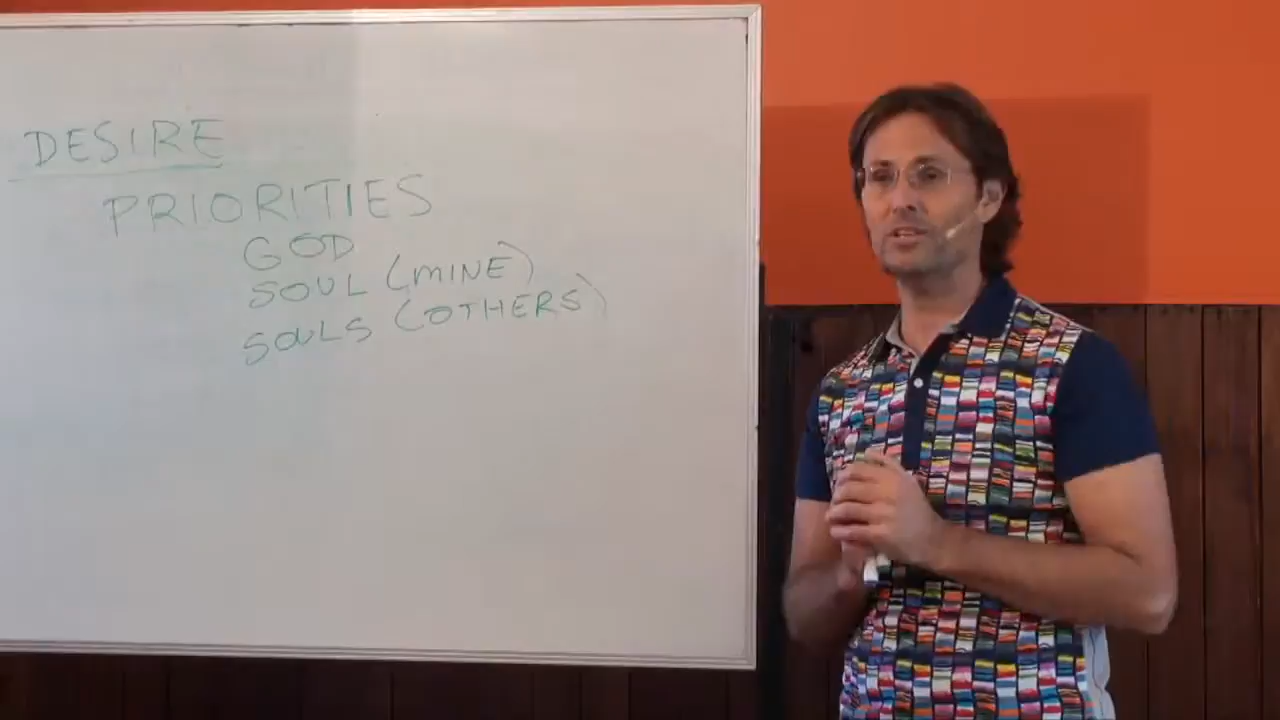 DESIRE
PRIORITIES
GOD
SOUL (MINE)
SOULS (OTHERS)